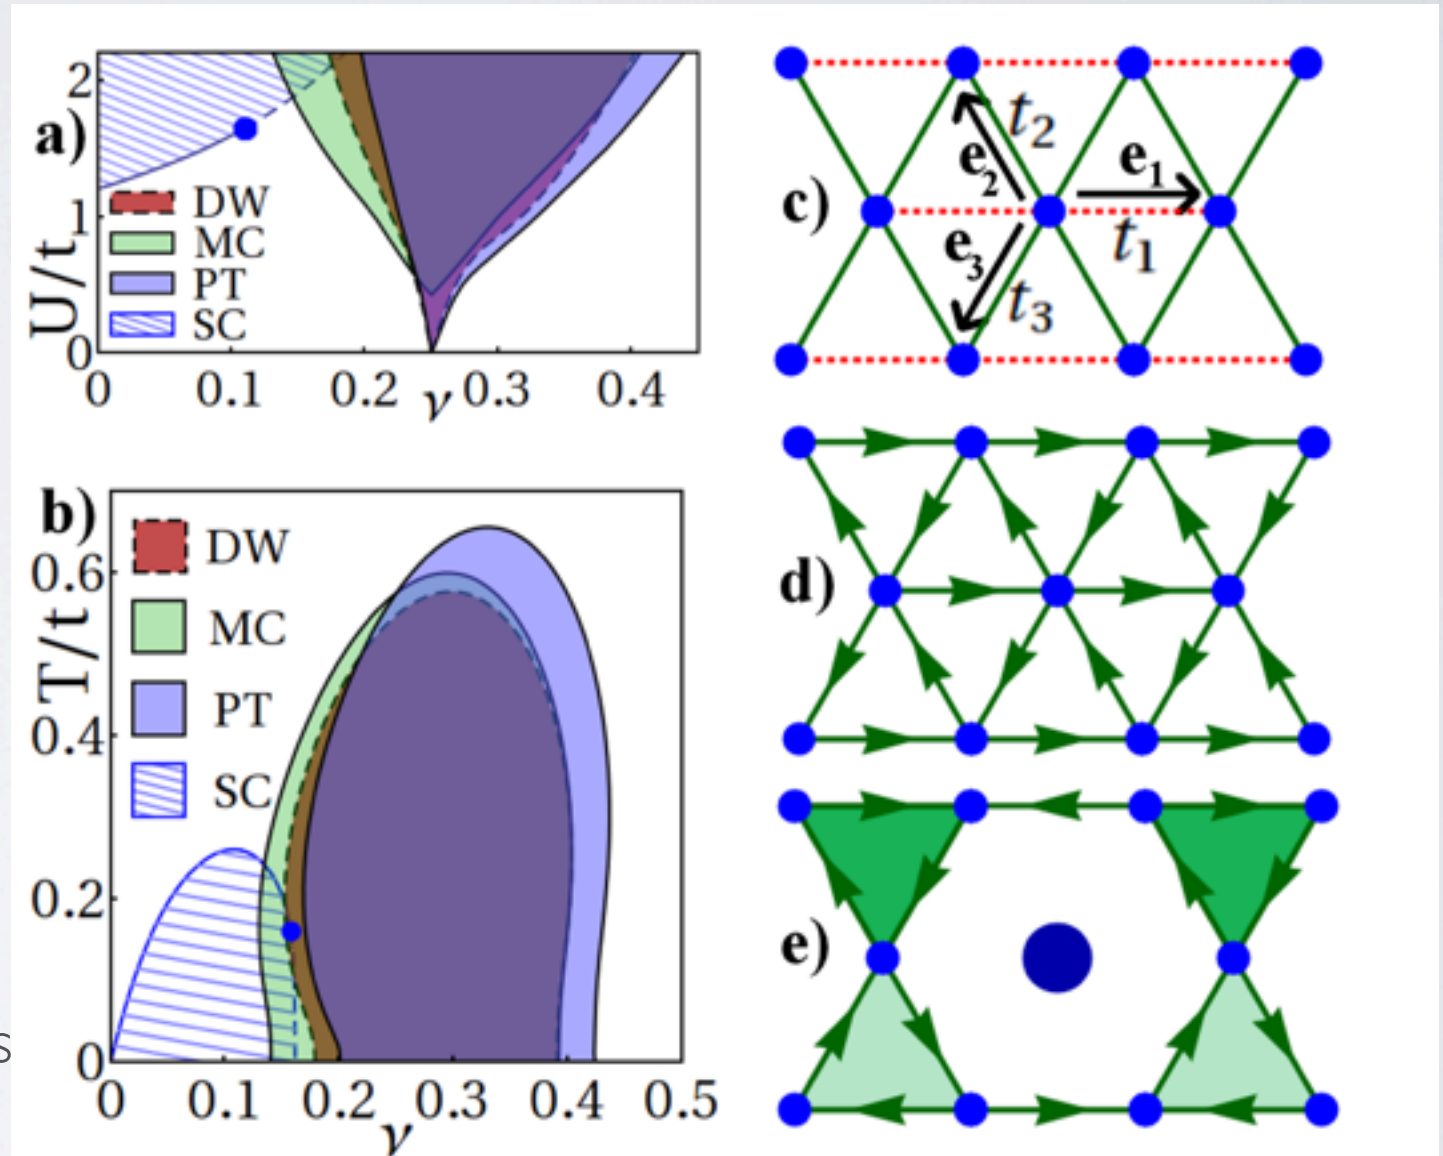 a)
2
1
0
U/t
DW
MC
PT
SC
0 0.1 0.2 γ 0.3 0.4
b)
0.6
0.4
0.2
0
T/t
DW
MC
PT
SC
0 0.1 0.2 0.3 0.4 0.5
γ
s
c)
t2
e2
e1
t1
e3
t3
d)
e)